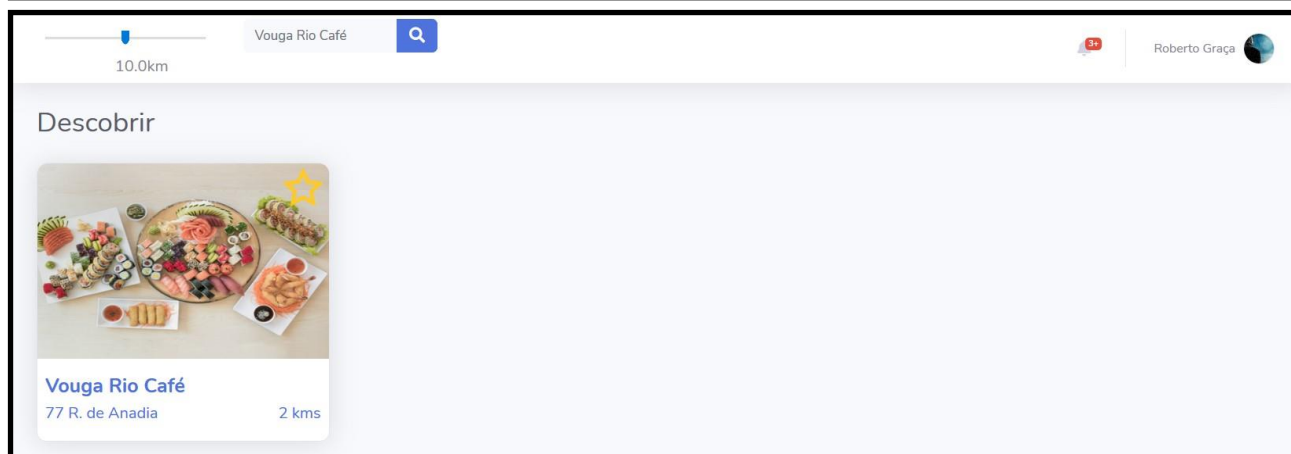 Vouga Rio Café
10.0km
3+
Roberto Graça
Descobrir
Vouga Rio Café
77 R. de Anadia 2 kms